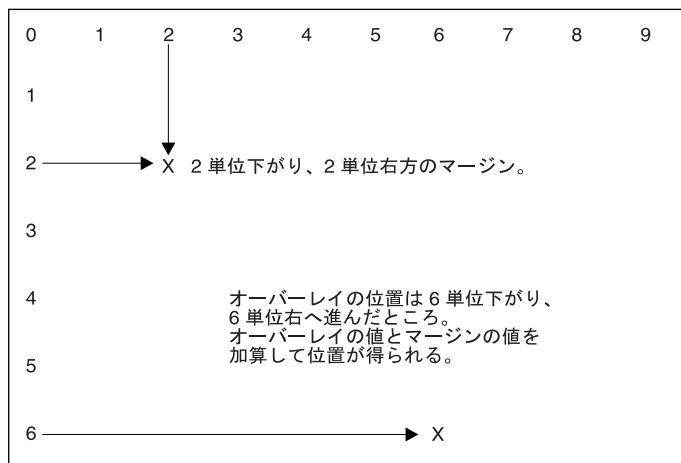 0 1 2 3 4 5 6 7 8 9
1
2 X 2 単位下がり、2 単位右方のマージン。
3
4 オーバーレイの位置は 6 単位下がり、
6 単位右へ進んだところ。
オーバーレイの値とマージンの値を
加算して位置が得られる。
5
6 X